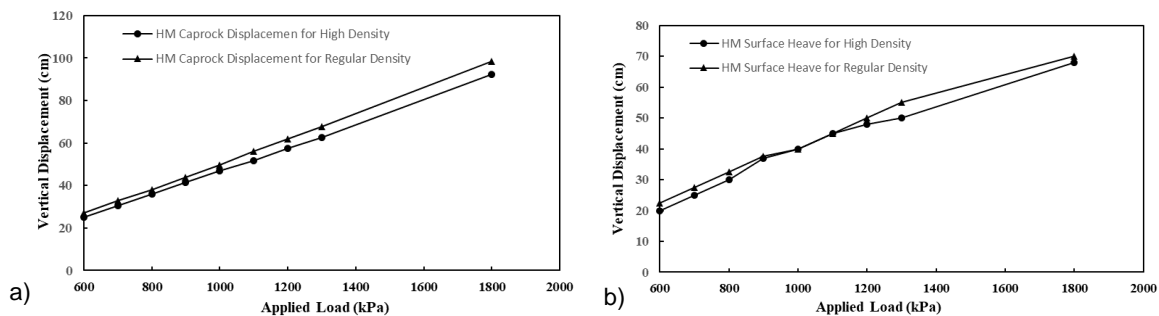 120
100
80
60
40
20
0
Vertical Displacement (cm)
HM Caprock Displacemen for High Density
HM Caprock Displacement for Regular Density
600 800 1000 1200 1400 1600 1800 2000
Applied Load (kPa)
a)
80
70
60
50
40
30
20
10
0
Vertical Displacement (cm)
HM Surface Heave for High Density
HM Surface Heave for Regular Density
600 800 1000 1200 1400 1600 1800 2000
Applied Load (kPa)
b)